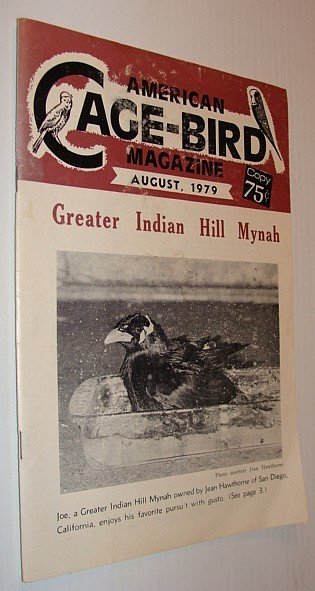 AMERICAN
CAGE-BIRD
MAGAZINE
Copy
75¢
AUGUST, 1979
Greater Indian Hill Mynah
Photo courtesy Jean Hawthorne
Joe, a Greater Indian Hill Mynah owned by Jean Hawthorne of San Diego,
California, enjoys his favorite pursuit with gusto. (See page 3.)